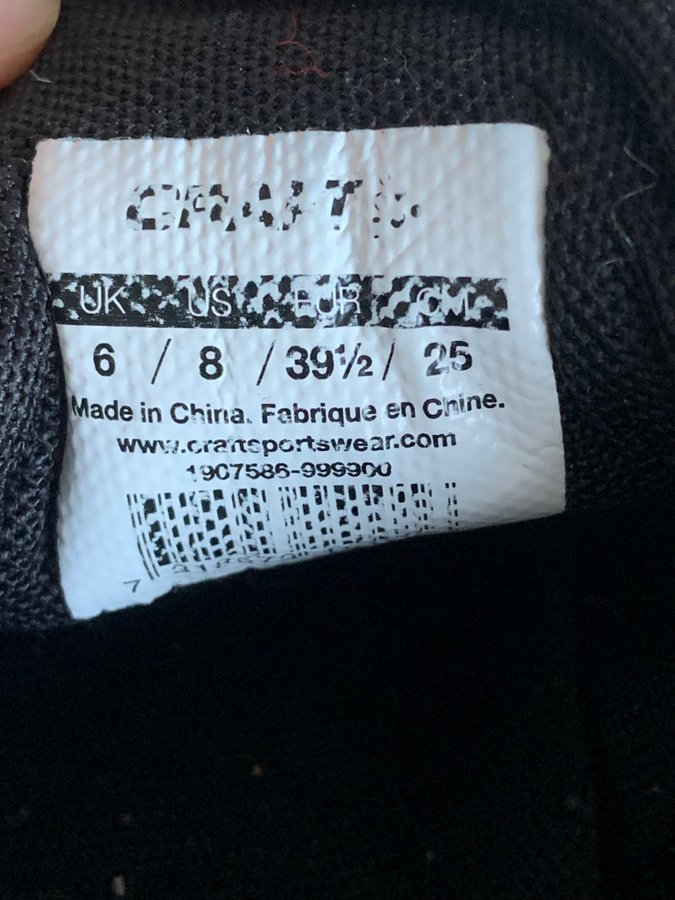 CRAFT
UK US EUR CM
6 / 8 / 39½ / 25
Made in China. Fabrique en Chine.
www.craftsportswear.com
1907586-999900